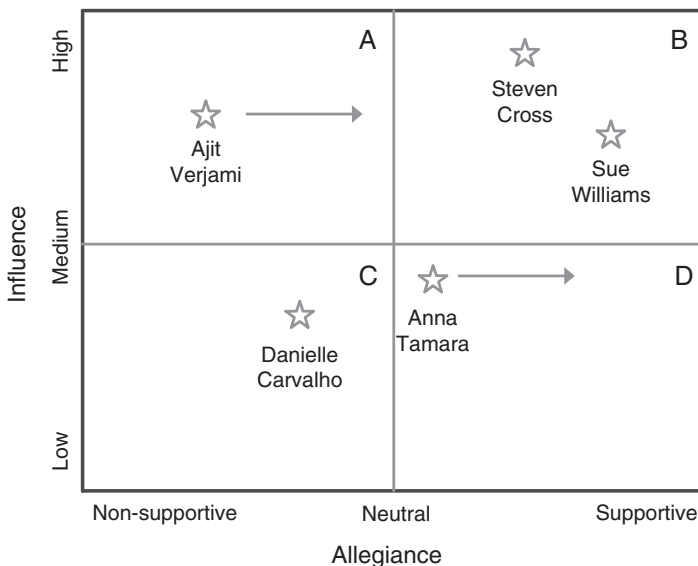 High
A
B
Steven
Cross
Ajit
Verjami
Sue
Williams
Influence
Medium
C
D
Anna
Tamara
Danielle
Carvalho
Low
Non-supportive
Neutral
Supportive
Allegiance